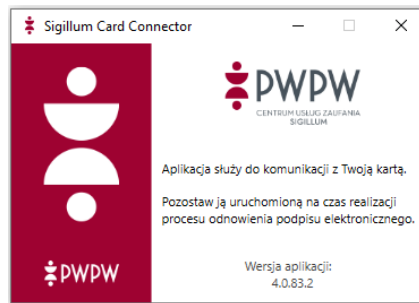 Sigillum Card Connector
PWPW
CENTRUM USŁUG ZAUFANIA
SIGILLUM
Aplikacja służy do komunikacji z Twoją kartą.
Pozostaw ją uruchomioną na czas realizacji
procesu odnowienia podpisu elektronicznego.
PWPW
Wersja aplikacji:
4.0.83.2